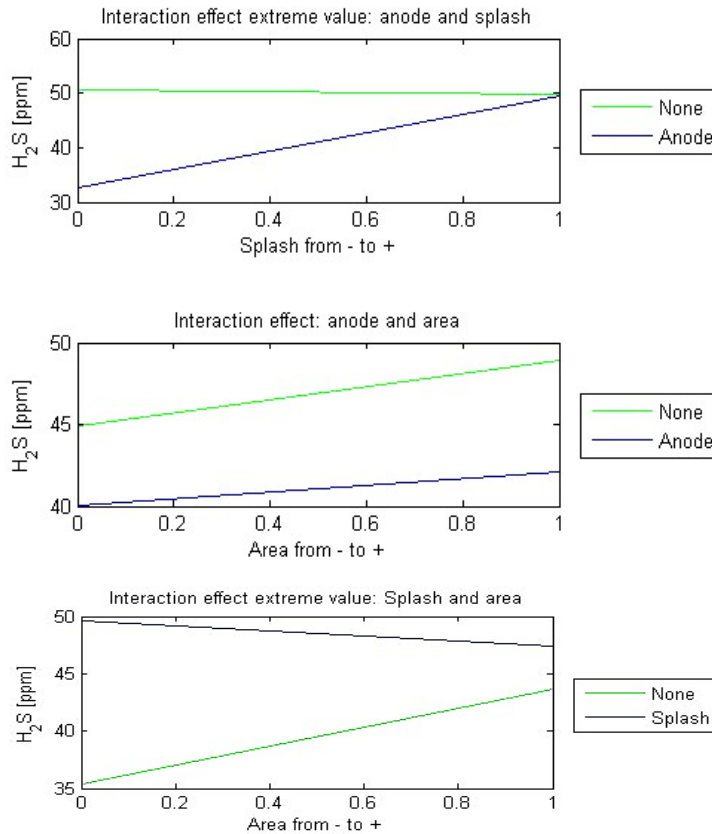 Interaction effect extreme value: anode and splash
60
50
40
30
H2S [ppm]
0 0.2 0.4 0.6 0.8 1
Splash from - to +
None
Anode
Interaction effect: anode and area
50
45
40
H2S [ppm]
0 0.2 0.4 0.6 0.8 1
Area from - to +
None
Anode
Interaction effect extreme value: Splash and area
50
45
40
35
H2S [ppm]
0 0.2 0.4 0.6 0.8 1
Area from - to +
None
Splash